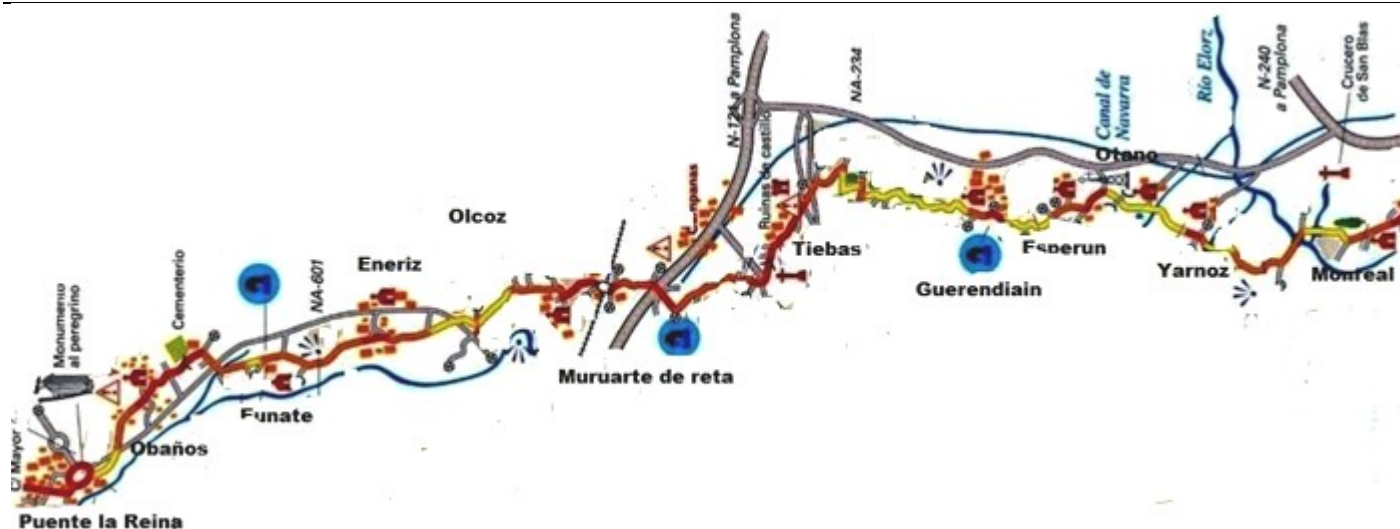 Monumento
al peregrino
C/ Mayor
Cementerio
NA-601
Olcoz
Eneriz
Eunate
Obaños
Puente la Reina
Muruarte de reta
N-121 a Pamplona
Ruinas de castillo
Tiebas
NA-234
Guerendiain
Canal de
Navarra
Otano
Esperun
Río Elorz
N-240
a Pamplona
Yarnoz
Crucero
de San Blas
Monreal